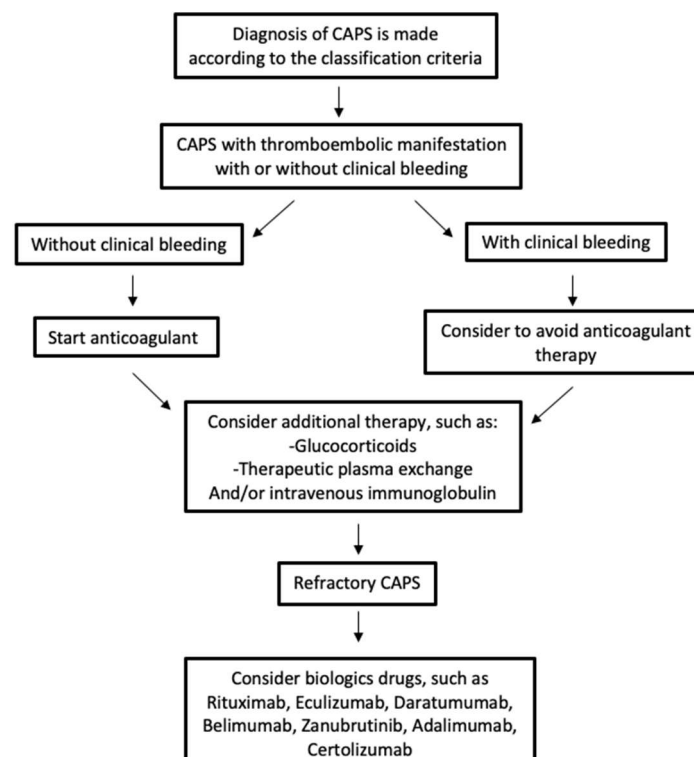 Diagnosis of CAPS is made
according to the classification criteria
CAPS with thromboembolic manifestation
with or without clinical bleeding
Without clinical bleeding
With clinical bleeding
Start anticoagulant
Consider to avoid anticoagulant
therapy
Consider additional therapy, such as:
-Glucocorticoids
-Therapeutic plasma exchange
And/or intravenous immunoglobulin
Refractory CAPS
Consider biologics drugs, such as
Rituximab, Eculizumab, Daratumumab,
Belimumab, Zanubrutinib, Adalimumab,
Certolizumab